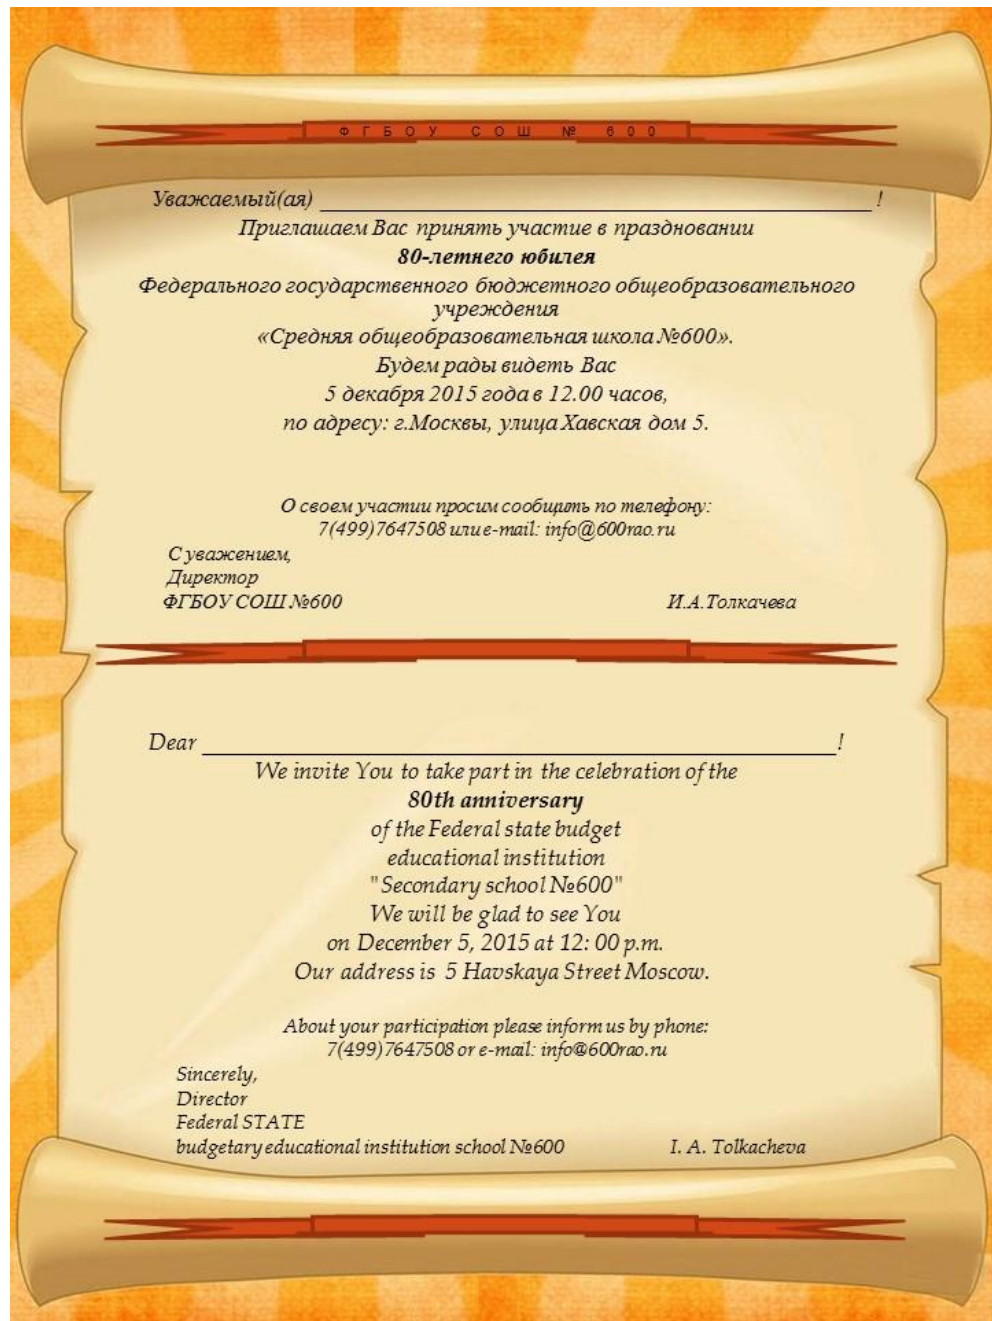 ФГБОУ СОШ № 600
Уважаемый(ая) ______________________________!
Приглашаем Вас принять участие в праздновании
80-летнего юбилея
Федерального государственного бюджетного общеобразовательного
учреждения
«Средняя общеобразовательная школа №600».
Будем рады видеть Вас
5 декабря 2015 года в 12.00 часов,
по адресу: г.Москвы, улица Хавская дом 5.
О своем участии просим сообщить по телефону:
7(499)7647508 или e-mail: info@600rao.ru
С уважением,
Директор
ФГБОУ СОШ №600 И.А.Толкачева
Dear ______________________________!
We invite You to take part in the celebration of the
80th anniversary
of the Federal state budget
educational institution
"Secondary school №600"
We will be glad to see You
on December 5, 2015 at 12: 00 p.m.
Our address is 5 Havskaya Street Moscow.
About your participation please inform us by phone:
7(499)7647508 or e-mail: info@600rao.ru
Sincerely,
Director
Federal STATE
budgetary educational institution school №600 I. A. Tolkacheva